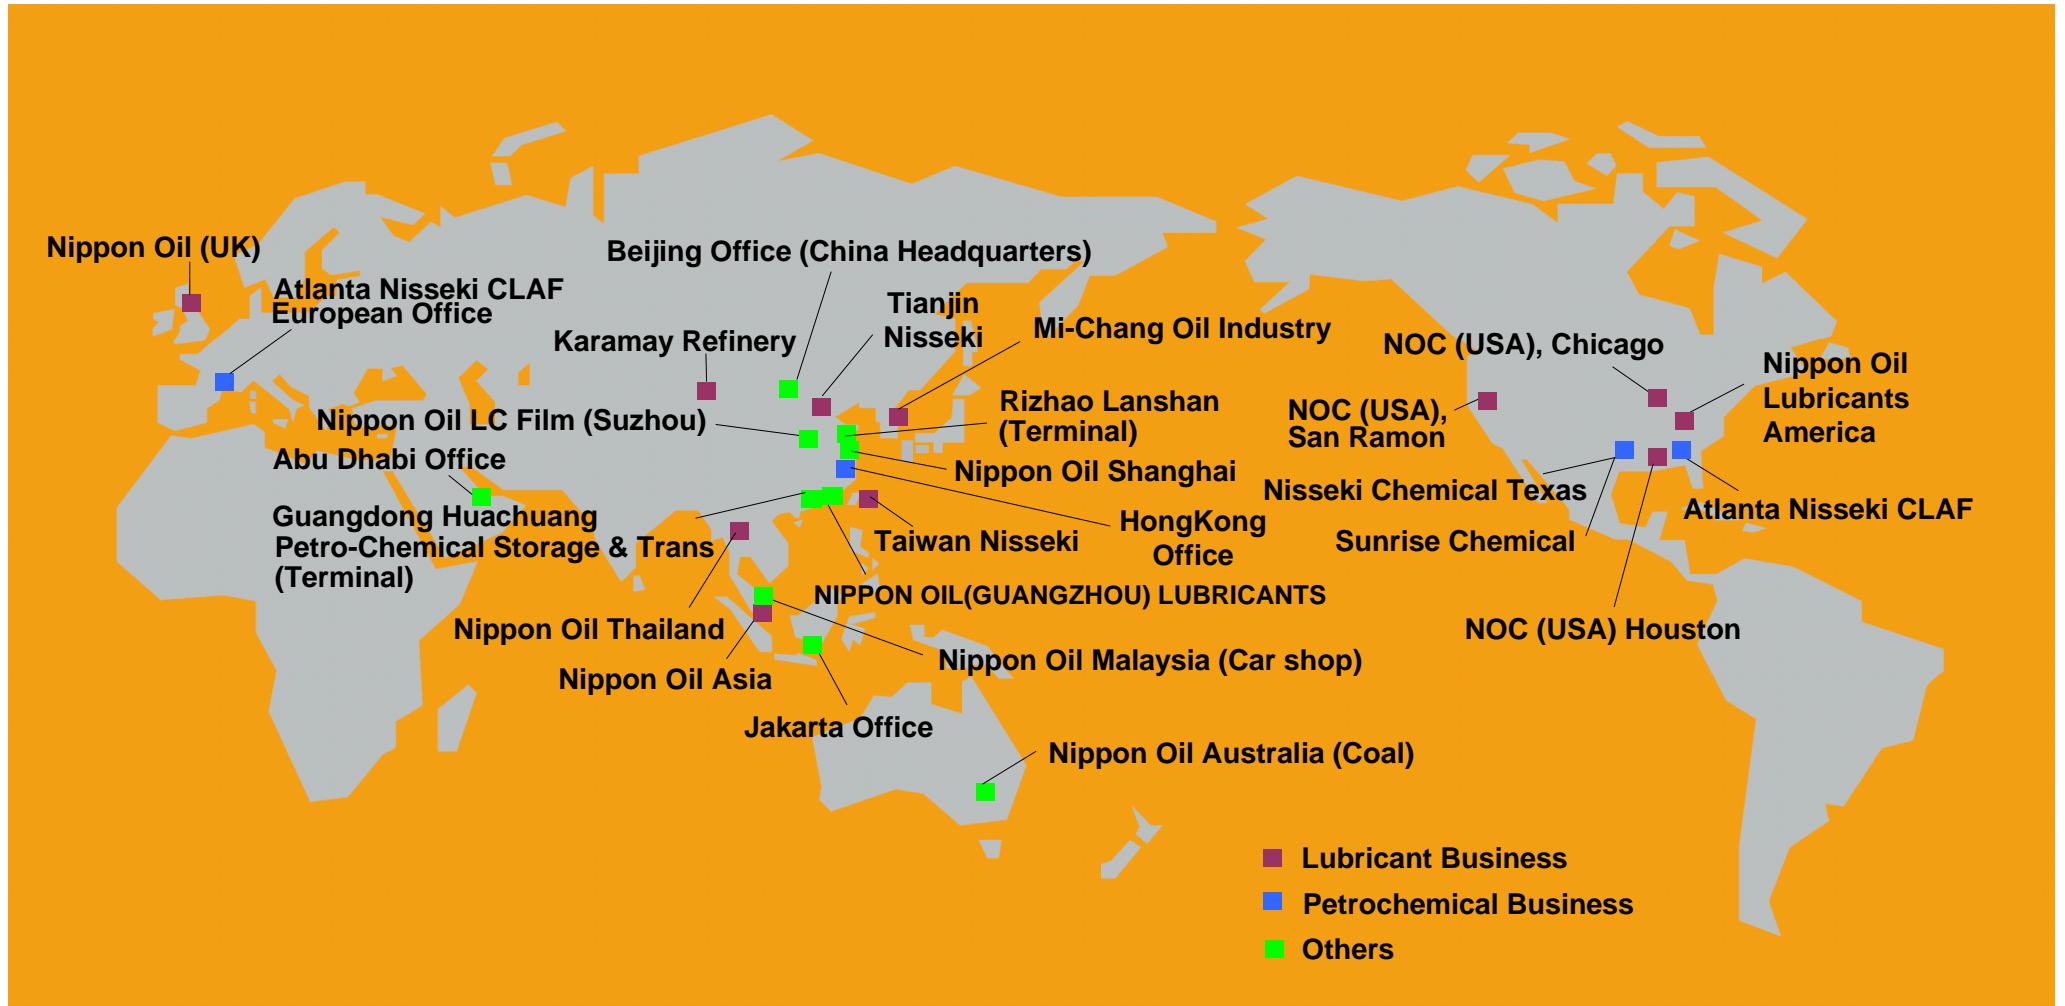 Nippon Oil (UK)
Atlanta Nisseki CLAF
European Office
Beijing Office (China Headquarters)
Karamay Refinery
Tianjin
Nisseki
Mi-Chang Oil Industry
Nippon Oil LC Film (Suzhou)
Rizhao Lanshan
(Terminal)
Abu Dhabi Office
Nippon Oil Shanghai
Guangdong Huachuang
Petro-Chemical Storage & Trans
(Terminal)
Taiwan Nisseki
HongKong
Office
NIPPON OIL(GUANGZHOU) LUBRICANTS
Nippon Oil Thailand
Nippon Oil Asia
Nippon Oil Malaysia (Car shop)
Jakarta Office
Nippon Oil Australia (Coal)
NOC (USA), Chicago
NOC (USA),
San Ramon
Nippon Oil
Lubricants
America
Nisseki Chemical Texas
Atlanta Nisseki CLAF
Sunrise Chemical
NOC (USA) Houston
Lubricant Business
Petrochemical Business
Others